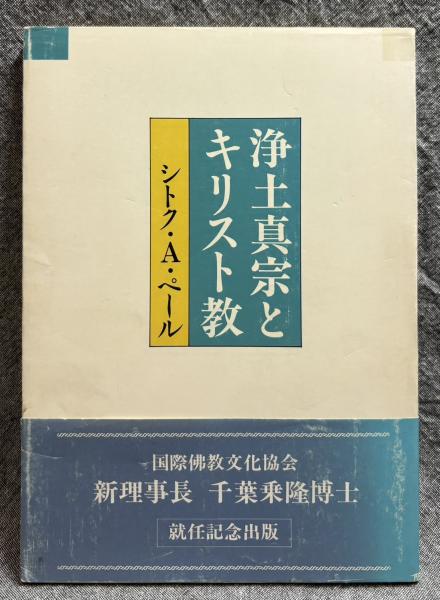 浄土真宗と
キリスト教
シトク・A・ペール
国際佛教文化協会
新理事長 千葉乗隆博士
就任記念出版